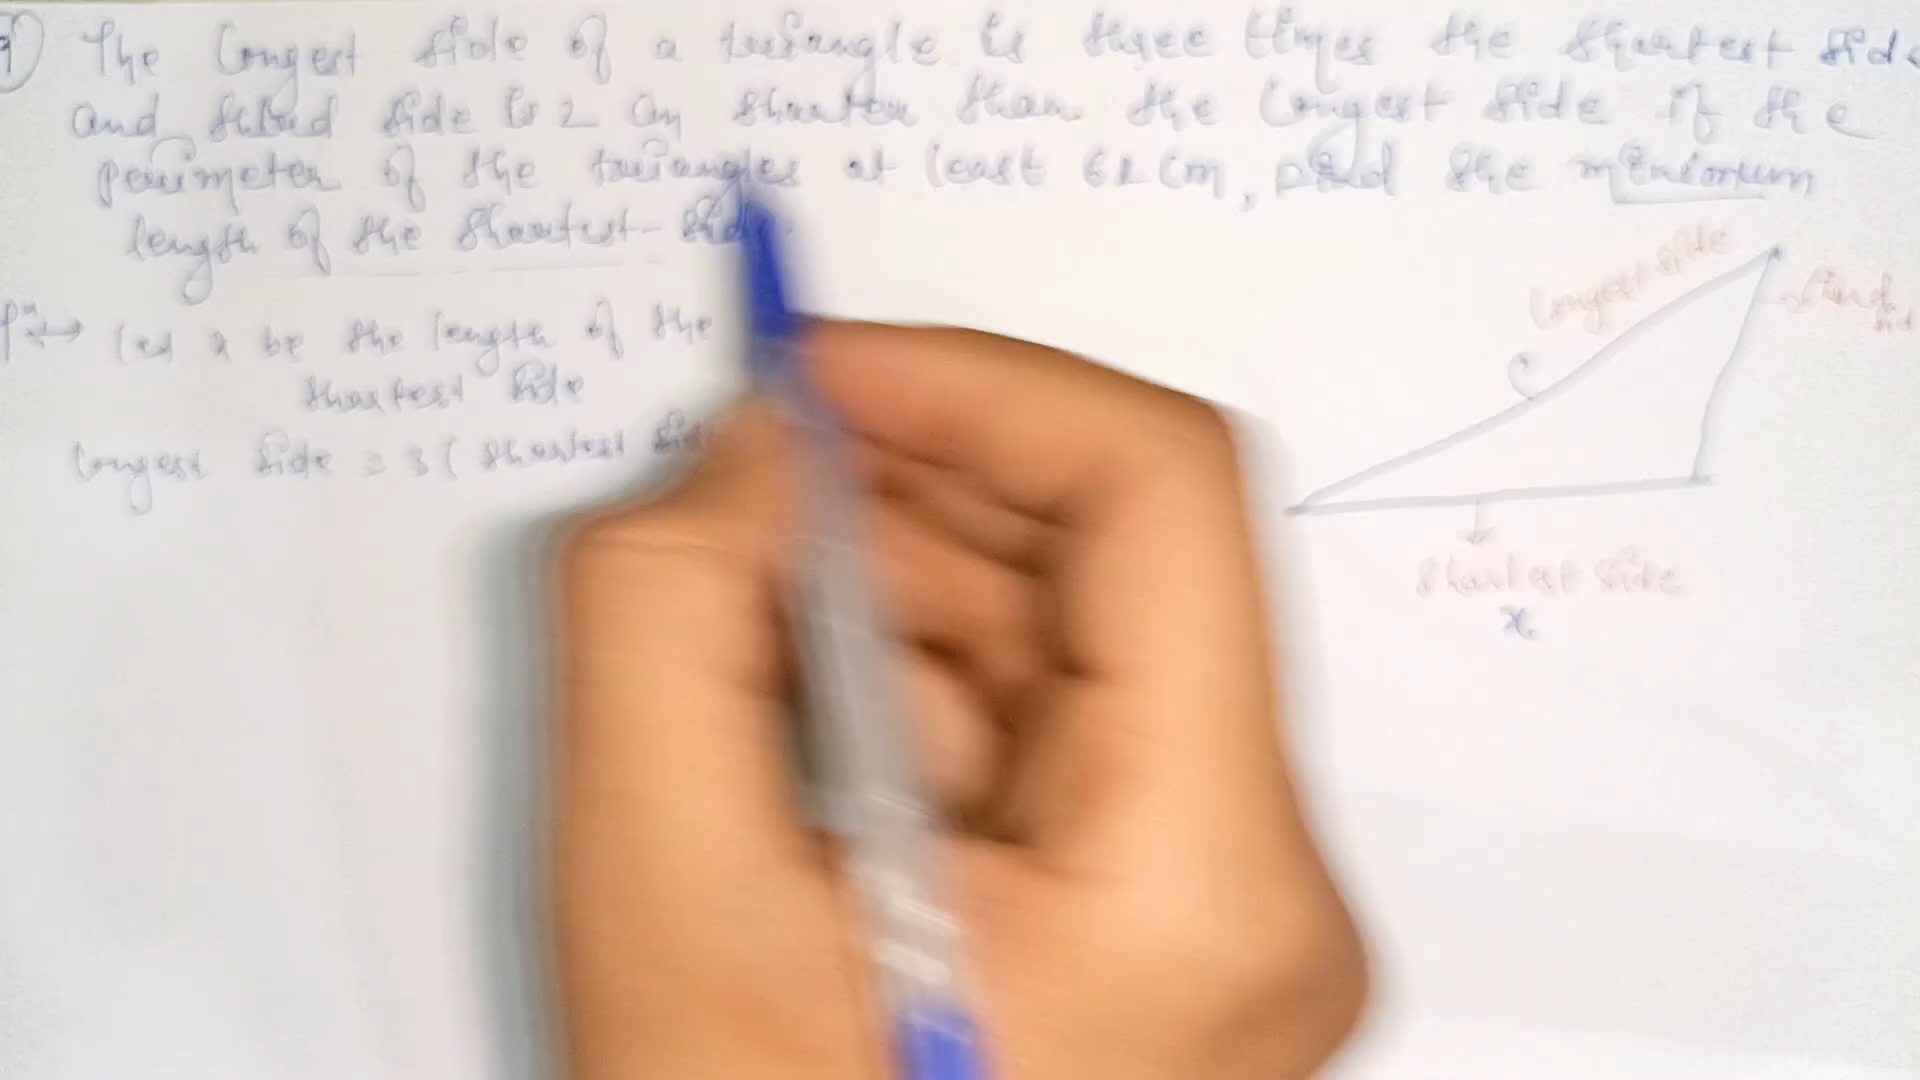 The longest side of a triangle is three times the shortest side
and third side is 2 cm shorter than the longest side if the
perimeter of the triangles at least 61 cm, find the minimum
length of the shortest side.
let x be the length of the
shortest side
longest side = 3 ( shortest side
longest side
shortest side
x